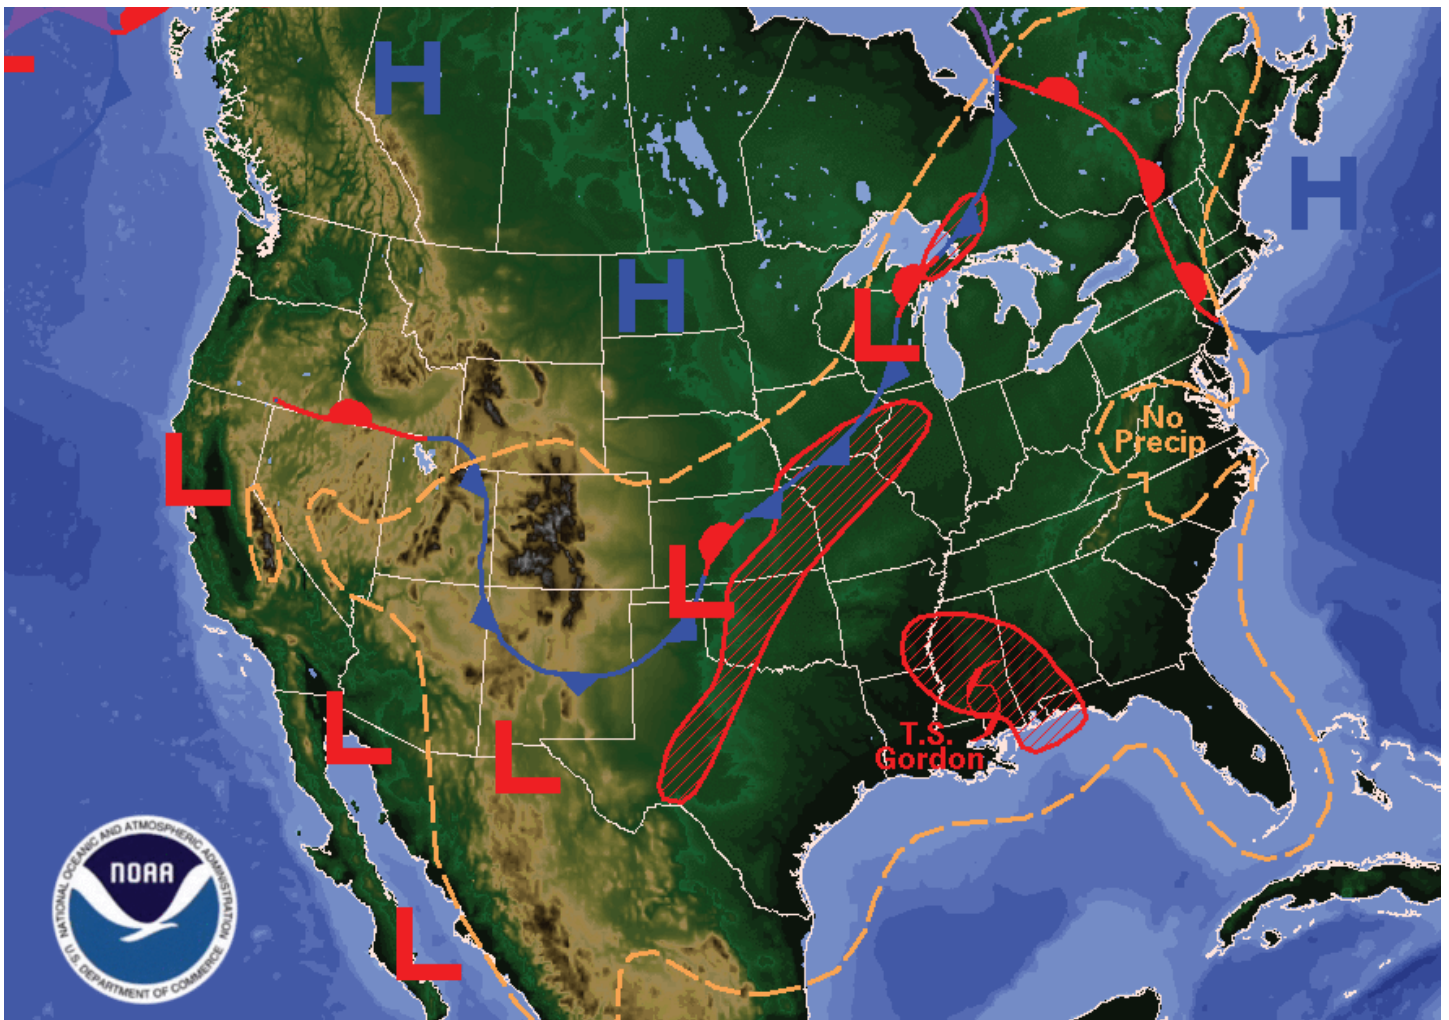 H
H
H
L
No
Precip
L
L
T.S.
Gordon
L
L
L
NATIONAL OCEANIC AND ATMOSPHERIC ADMINISTRATION
NOAA
U.S. DEPARTMENT OF COMMERCE